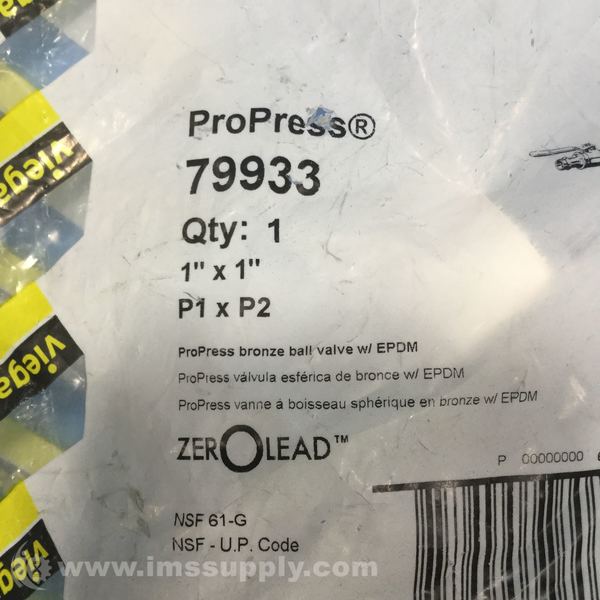 ProPress®
79933
Qty: 1
1" x 1"
P1 x P2
ProPress bronze ball valve w/ EPDM
ProPress válvula esférica de bronce w/ EPDM
ProPress vanne á boisseau sphérique en bronze w/ EPDM
ZEROLEAD™
P 00000000
NSF 61-G
NSF - U.P. Code
viega
viega
viega
www.imssupply.com